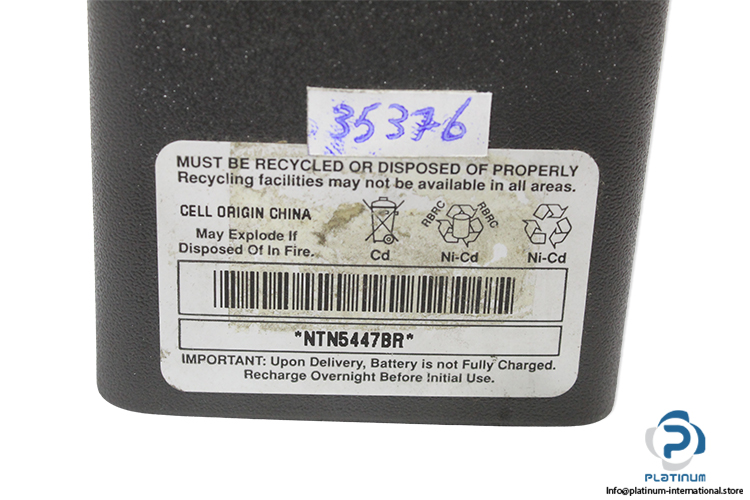 35376
MUST BE RECYCLED OR DISPOSED OF PROPERLY
Recycling facilities may not be available in all areas.
CELL ORIGIN CHINA
May Explode If
Disposed Of In Fire.
Cd
RBRC RBRC
Ni-Cd
Ni-Cd
*NTN5447BR*
IMPORTANT: Upon Delivery, Battery is not Fully Charged.
Recharge Overnight Before Initial Use.
PLATINUM
Info@platinum-international.store